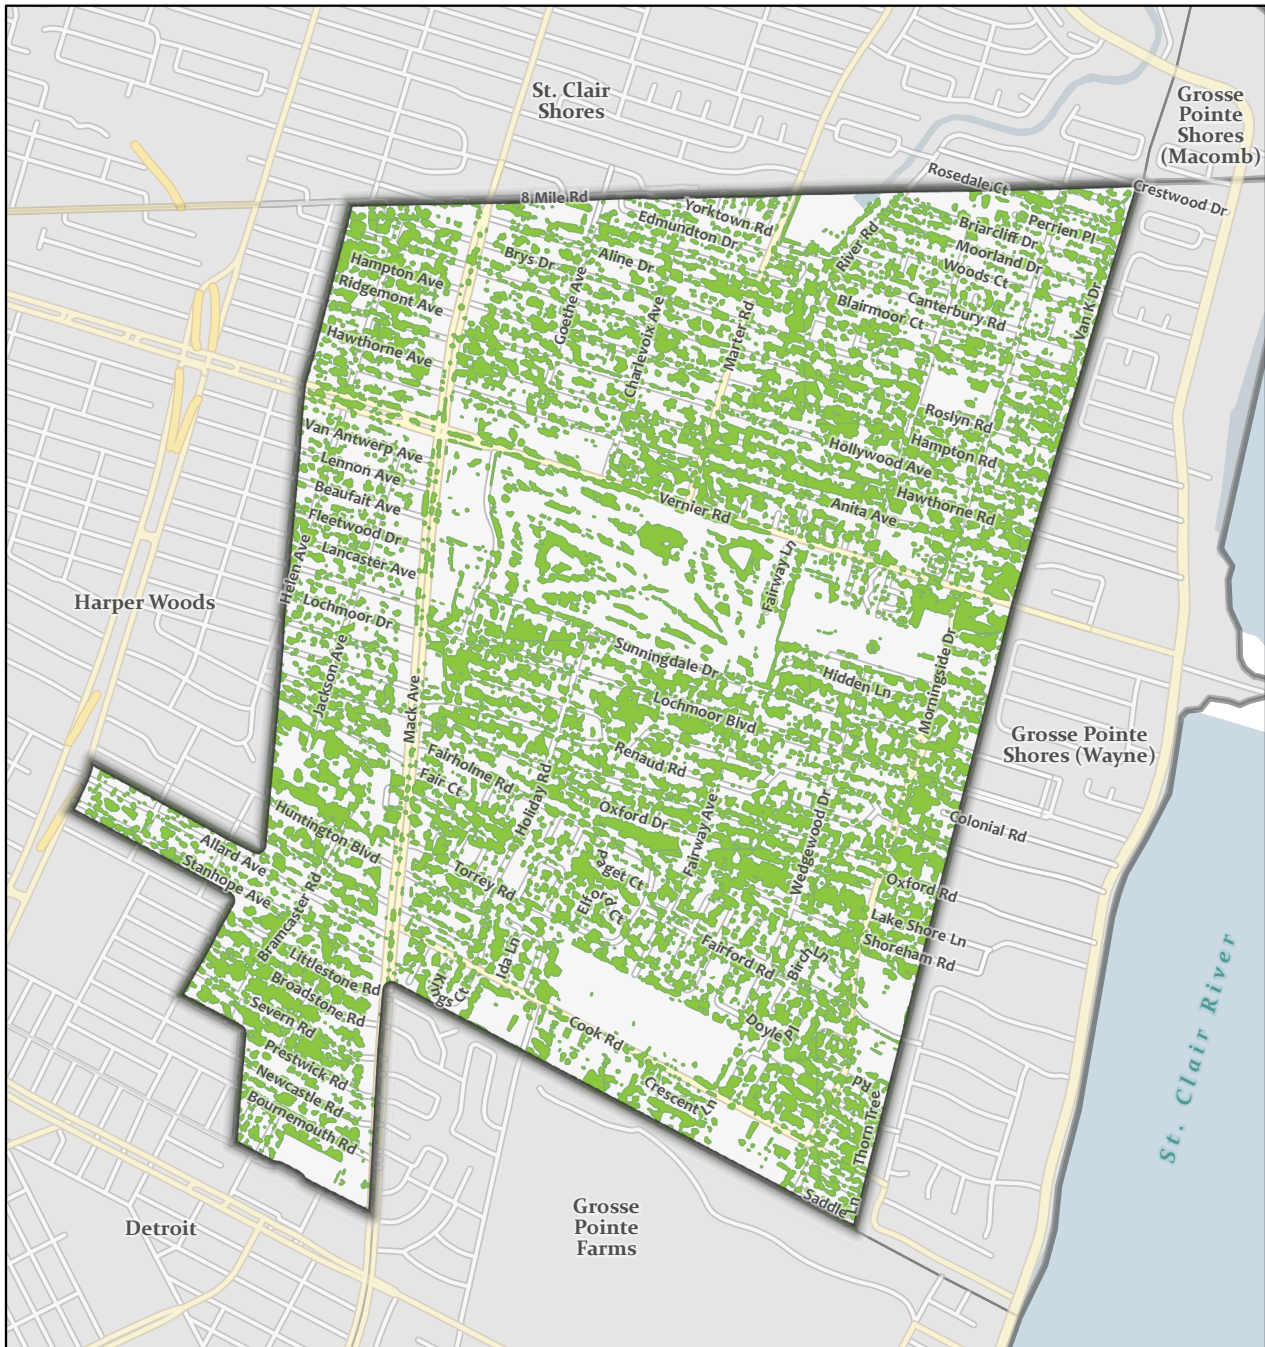 St. Clair
Shores
Grosse
Pointe
Shores
(Macomb)
Rosedale Ct
Crestwood Dr
8 Mile Rd
Yorktown Rd
Edmundton Dr
Perrien Pl
Briarcliff Dr
Moorland Dr
Woods Ct
River Rd
Brys Dr
Aline Dr
Hampton Ave
Ridgemont Ave
Goethe Ave
Charlevoix Ave
Marter Rd
Blairmoor Ct
Canterbury Rd
Van K Dr
Hawthorne Ave
Roslyn Rd
Van Antwerp Ave
Hollywood Ave
Hampton Rd
Lennon Ave
Beaufait Ave
Vernier Rd
Anita Ave
Hawthorne Rd
Fleetwood Dr
Lancaster Ave
Helen Ave
Fairway Ln
Harper Woods
Lochmoor Dr
Jackson Ave
Sunningdale Dr
Hidden Ln
Morningside Dr
Mack Ave
Lochmoor Blvd
Grosse Pointe
Shores (Wayne)
Fairholme Rd
Fair Ct
Renaud Rd
Holiday Rd
Oxford Dr
Fairway Ave
Wedgewood Dr
Colonial Rd
Huntington Blvd
Allard Ave
Stanhope Ave
Torrey Rd
Elford Ct
Oxford Rd
Bramcaster Rd
Lake Shore Ln
Shoreham Rd
Littlestone Rd
Broadstone Rd
Severn Rd
Ida Ln
Kings Ct
Fairford Rd
Birch Ln
Cook Rd
Doyle Pl
Prestwick Rd
Newcastle Rd
Bournemouth Rd
Crescent Ln
Thorn Tree
Rd
Saddle Ln
St. Clair River
Detroit
Grosse
Pointe
Farms